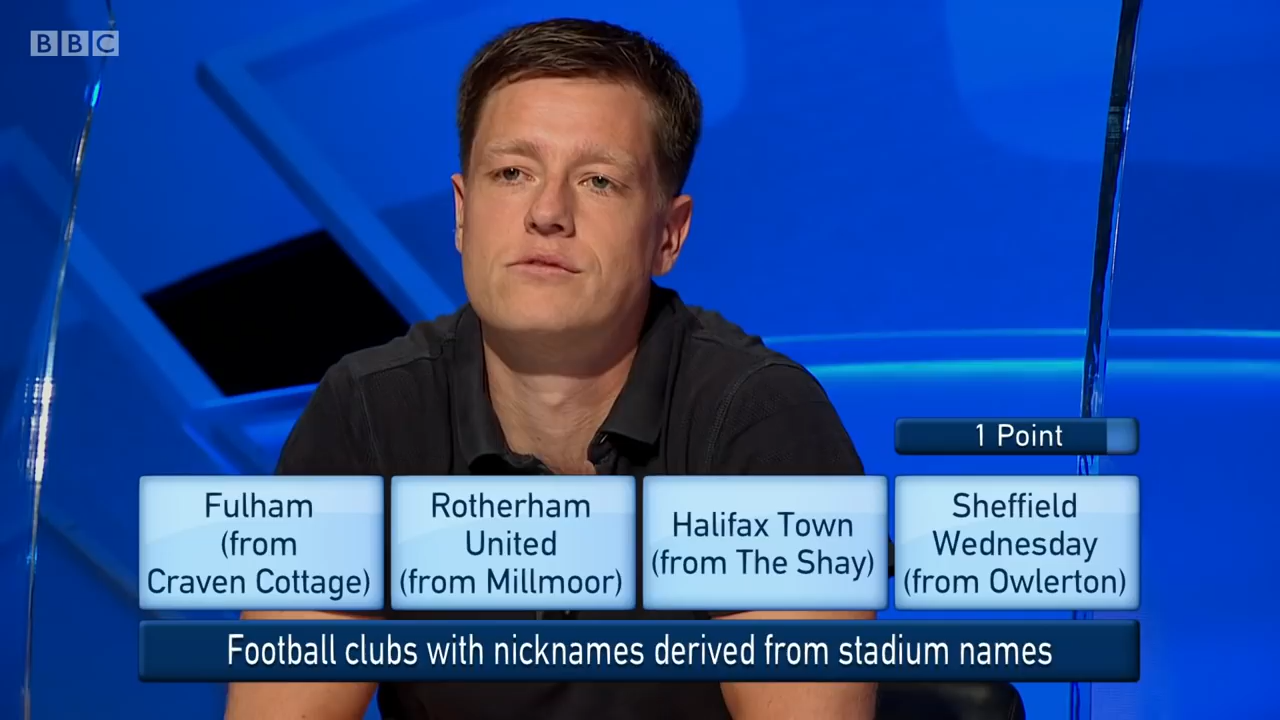 BBC
1 Point
Fulham
(from
Craven Cottage)
Rotherham
United
(from Millmoor)
Halifax Town
(from The Shay)
Sheffield
Wednesday
(from Owlerton)
Football clubs with nicknames derived from stadium names